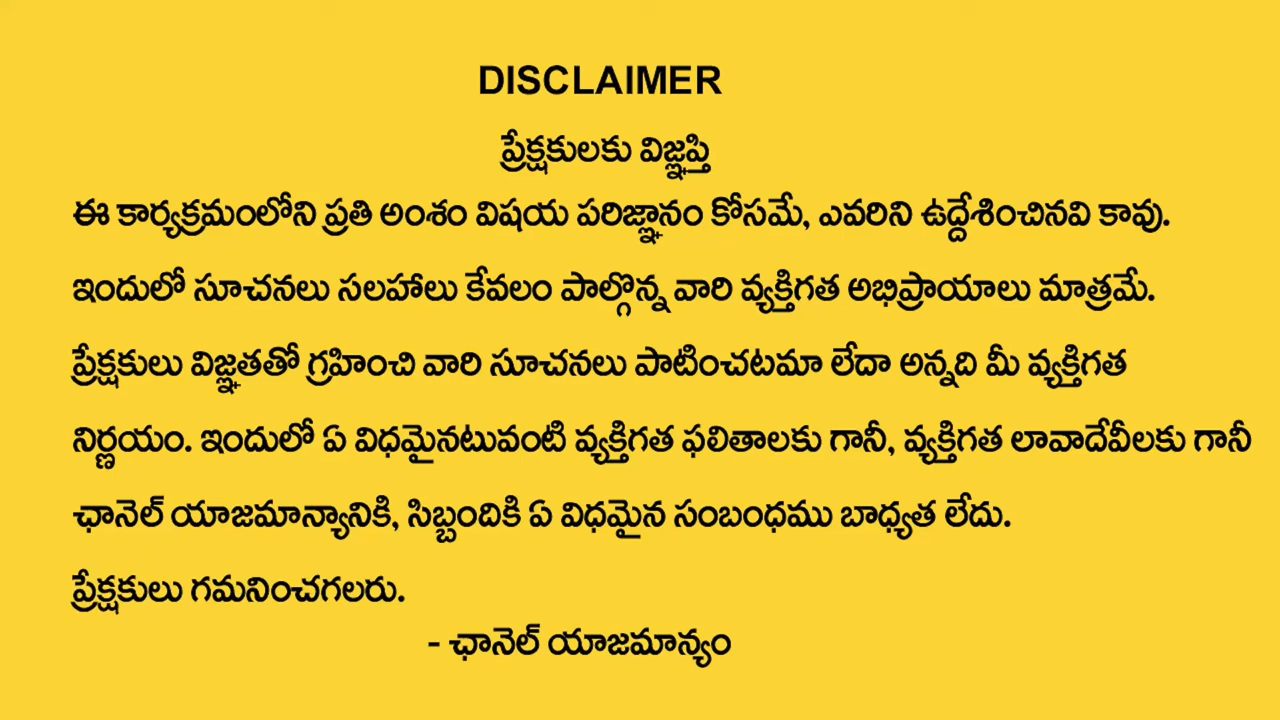 DISCLAIMER
ప్రేక్షకులకు విజ్ఞప్తి
ఈ కార్యక్రమంలోని ప్రతి అంశం విషయ పరిజ్ఞానం కోసమే, ఎవరిని ఉద్దేశించినవి కావు.
ఇందులో సూచనలు సలహాలు కేవలం పాల్గొన్న వారి వ్యక్తిగత అభిప్రాయాలు మాత్రమే.
ప్రేక్షకులు విజ్ఞతతో గ్రహించి వారి సూచనలు పాటించటమా లేదా అన్నది మీ వ్యక్తిగత
నిర్ణయం. ఇందులో ఏ విధమైనటువంటి వ్యక్తిగత ఫలితాలకు గానీ, వ్యక్తిగత లావాదేవీలకు గానీ
ఛానెల్ యాజమాన్యానికి, సిబ్బందికి ఏ విధమైన సంబంధము బాధ్యత లేదు.
ప్రేక్షకులు గమనించగలరు.
- ఛానెల్ యాజమాన్యం